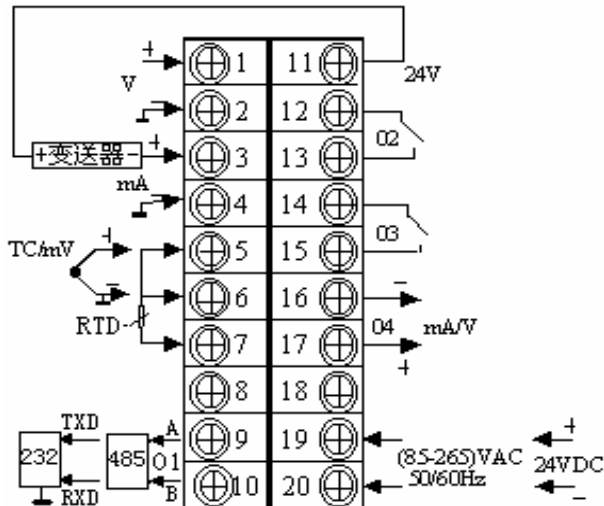 + 1 11
V 24V
− 2 12
O2
+变送器− + 3 13
mA
− 4 14
O3
TC/mV + 5 15
− 6 16 −
RTD O4 mA/V
7 17
+
8 18
TXD A +
232 485 9 19
O1 (85-265)VAC 24VDC
RXD B 50/60Hz
10 20 −